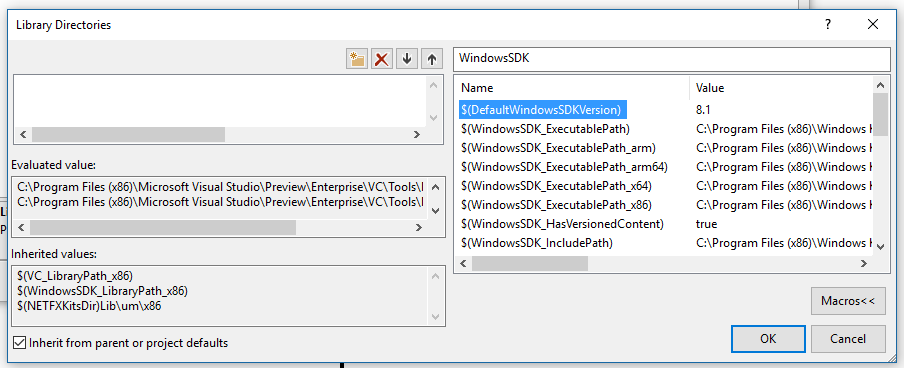 Library Directories
WindowsSDK
Name Value
$(DefaultWindowsSDKVersion) 8.1
$(WindowsSDK_ExecutablePath) C:\Program Files (x86)\Windows
$(WindowsSDK_ExecutablePath_arm) C:\Program Files (x86)\Windows
$(WindowsSDK_ExecutablePath_arm64) C:\Program Files (x86)\Windows
$(WindowsSDK_ExecutablePath_x64) C:\Program Files (x86)\Windows
$(WindowsSDK_ExecutablePath_x86) C:\Program Files (x86)\Windows
$(WindowsSDK_HasVersionedContent) true
$(WindowsSDK_IncludePath) C:\Program Files (x86)\Windows
Evaluated value:
C:\Program Files (x86)\Microsoft Visual Studio\Preview\Enterprise\VC\Tools\
C:\Program Files (x86)\Microsoft Visual Studio\Preview\Enterprise\VC\Tools\
Inherited values:
$(VC_LibraryPath_x86)
$(WindowsSDK_LibraryPath_x86)
$(NETFXKitsDir)Lib\um\x86
Inherit from parent or project defaults
Macros<<
OK
Cancel